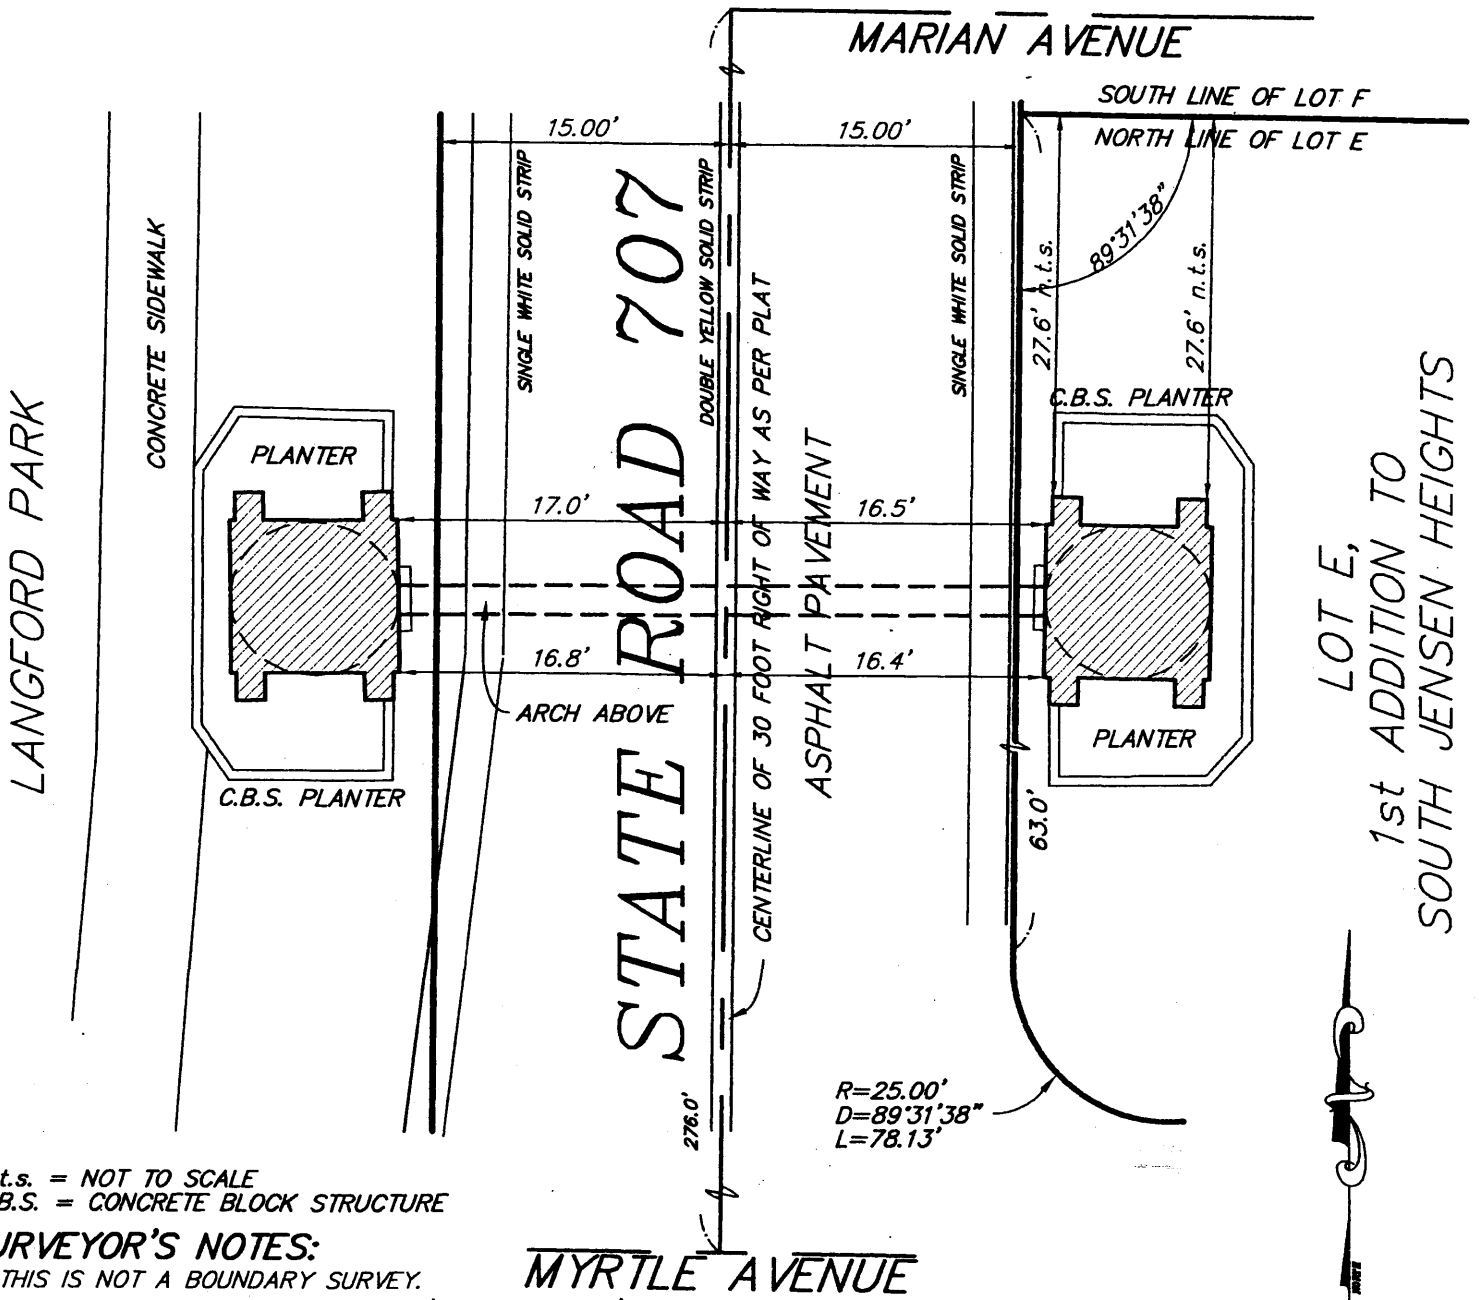 MARIAN AVENUE
SOUTH LINE OF LOT F
NORTH LINE OF LOT E
15.00'
15.00'
89°31'38"
27.6' n.t.s.
27.6' n.t.s.
CONCRETE SIDEWALK
SINGLE WHITE SOLID STRIP
STATE ROAD 707
DOUBLE YELLOW SOLID STRIP
CENTERLINE OF 30 FOOT RIGHT OF WAY AS PER PLAT
SINGLE WHITE SOLID STRIP
ASPHALT PAVEMENT
LANGFORD PARK
PLANTER
C.B.S. PLANTER
17.0'
16.5'
16.8'
16.4'
ARCH ABOVE
PLANTER
C.B.S. PLANTER
63.0'
LOT E,
1st ADDITION TO
SOUTH JENSEN HEIGHTS
276.0'
R=25.00'
D=89°31'38"
L=78.13'
t.s. = NOT TO SCALE
B.S. = CONCRETE BLOCK STRUCTURE
URVEYOR'S NOTES:
THIS IS NOT A BOUNDARY SURVEY.
MYRTLE AVENUE
NORTH